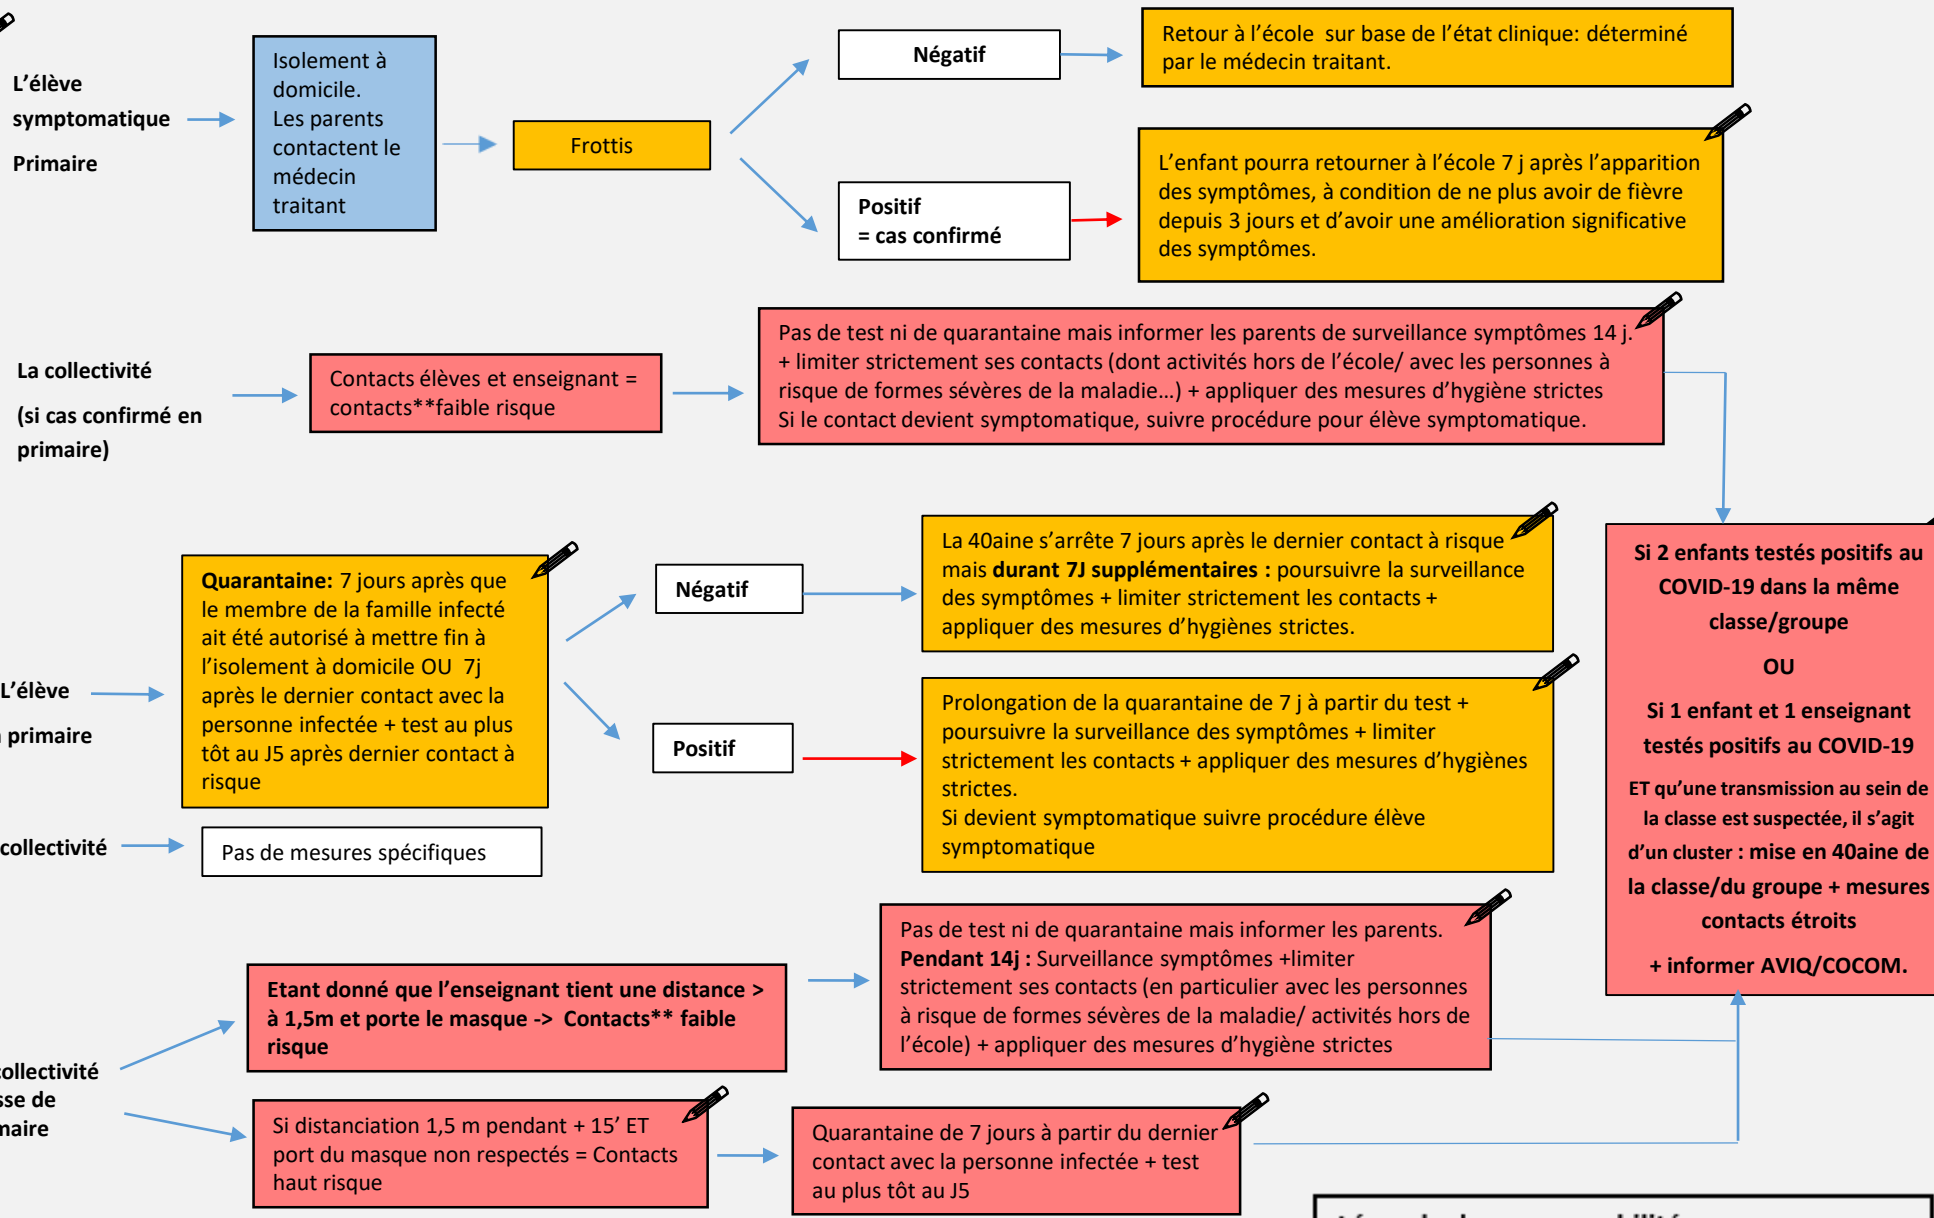 L'élève
symptomatique
Primaire
Isolement à
domicile.
Les parents
contactent le
médecin
traitant
Frottis
Négatif
Retour à l'école sur base de l'état clinique: déterminé
par le médecin traitant.
Positif
= cas confirmé
L'enfant pourra retourner à l'école 7 j après l'apparition
des symptômes, à condition de ne plus avoir de fièvre
depuis 3 jours et d'avoir une amélioration significative
des symptômes.
La collectivité
(si cas confirmé en
primaire)
Contacts élèves et enseignant =
contacts**faible risque
Pas de test ni de quarantaine mais informer les parents de surveillance symptômes 14 j.
+ limiter strictement ses contacts (dont activités hors de l'école/ avec les personnes à
risque de formes sévères de la maladie...) + appliquer des mesures d'hygiène strictes
Si le contact devient symptomatique, suivre procédure pour élève symptomatique.
L'élève
primaire
Quarantaine: 7 jours après que
le membre de la famille infecté
ait été autorisé à mettre fin à
l'isolement à domicile OU 7j
après le dernier contact avec la
personne infectée + test au plus
tôt au J5 après dernier contact à
risque
Négatif
La 40aine s'arrête 7 jours après le dernier contact à risque
mais durant 7J supplémentaires : poursuivre la surveillance
des symptômes + limiter strictement les contacts +
appliquer des mesures d'hygiènes strictes.
Positif
Prolongation de la quarantaine de 7 j à partir du test +
poursuivre la surveillance des symptômes + limiter
strictement les contacts + appliquer des mesures d'hygiènes
strictes.
Si devient symptomatique suivre procédure élève
symptomatique
collectivité
Pas de mesures spécifiques
Si 2 enfants testés positifs au
COVID-19 dans la même
classe/groupe
OU
Si 1 enfant et 1 enseignant
testés positifs au COVID-19
ET qu'une transmission au sein de
la classe est suspectée, il s'agit
d'un cluster : mise en 40aine de
la classe/du groupe + mesures
contacts étroits
+ informer AVIQ/COCOM.
collectivité
sse de
maire
Etant donné que l'enseignant tient une distance >
à 1,5m et porte le masque -> Contacts** faible
risque
Pas de test ni de quarantaine mais informer les parents.
Pendant 14j : Surveillance symptômes +limiter
strictement ses contacts (en particulier avec les personnes
à risque de formes sévères de la maladie/ activités hors de
l'école) + appliquer des mesures d'hygiène strictes
Si distanciation 1,5 m pendant + 15' ET
port du masque non respectés = Contacts
haut risque
Quarantaine de 7 jours à partir du dernier
contact avec la personne infectée + test
au plus tôt au J5